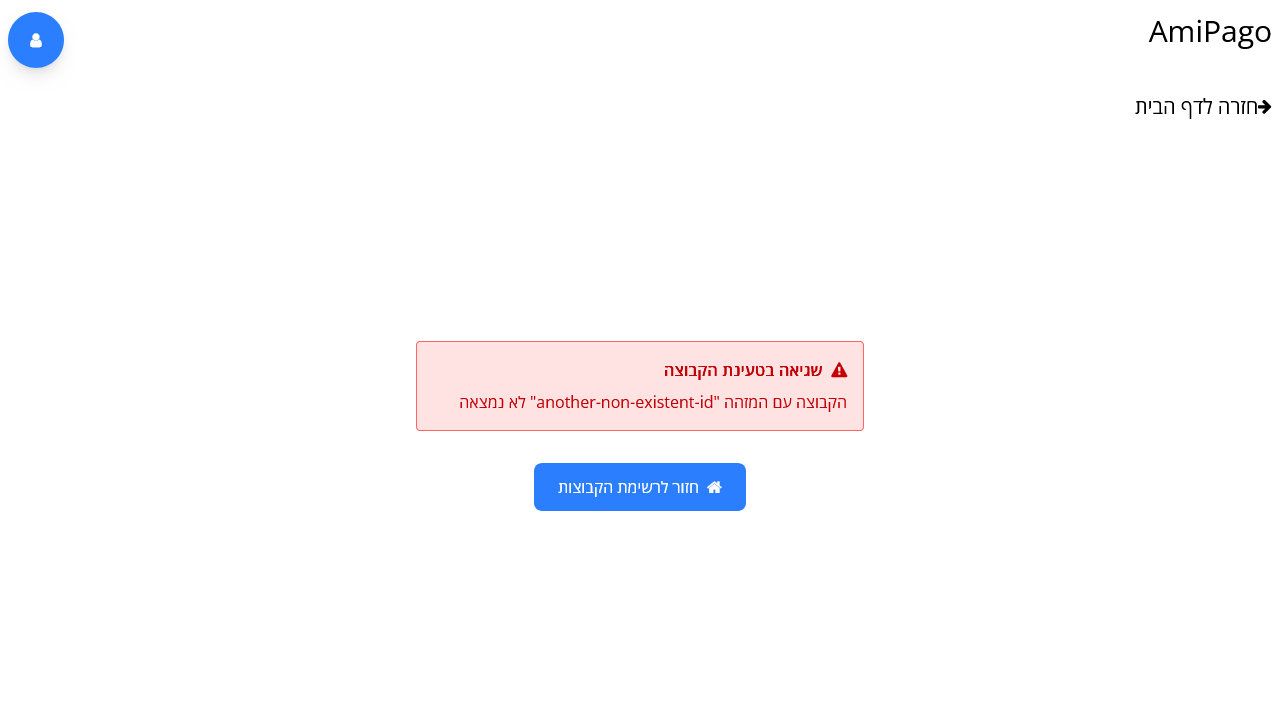 AmiPago
חזרה לדף הבית
שגיאה בטעינת הקבוצה
הקבוצה עם המזהה "another-non-existent-id" לא נמצאה
חזור לרשימת הקבוצות